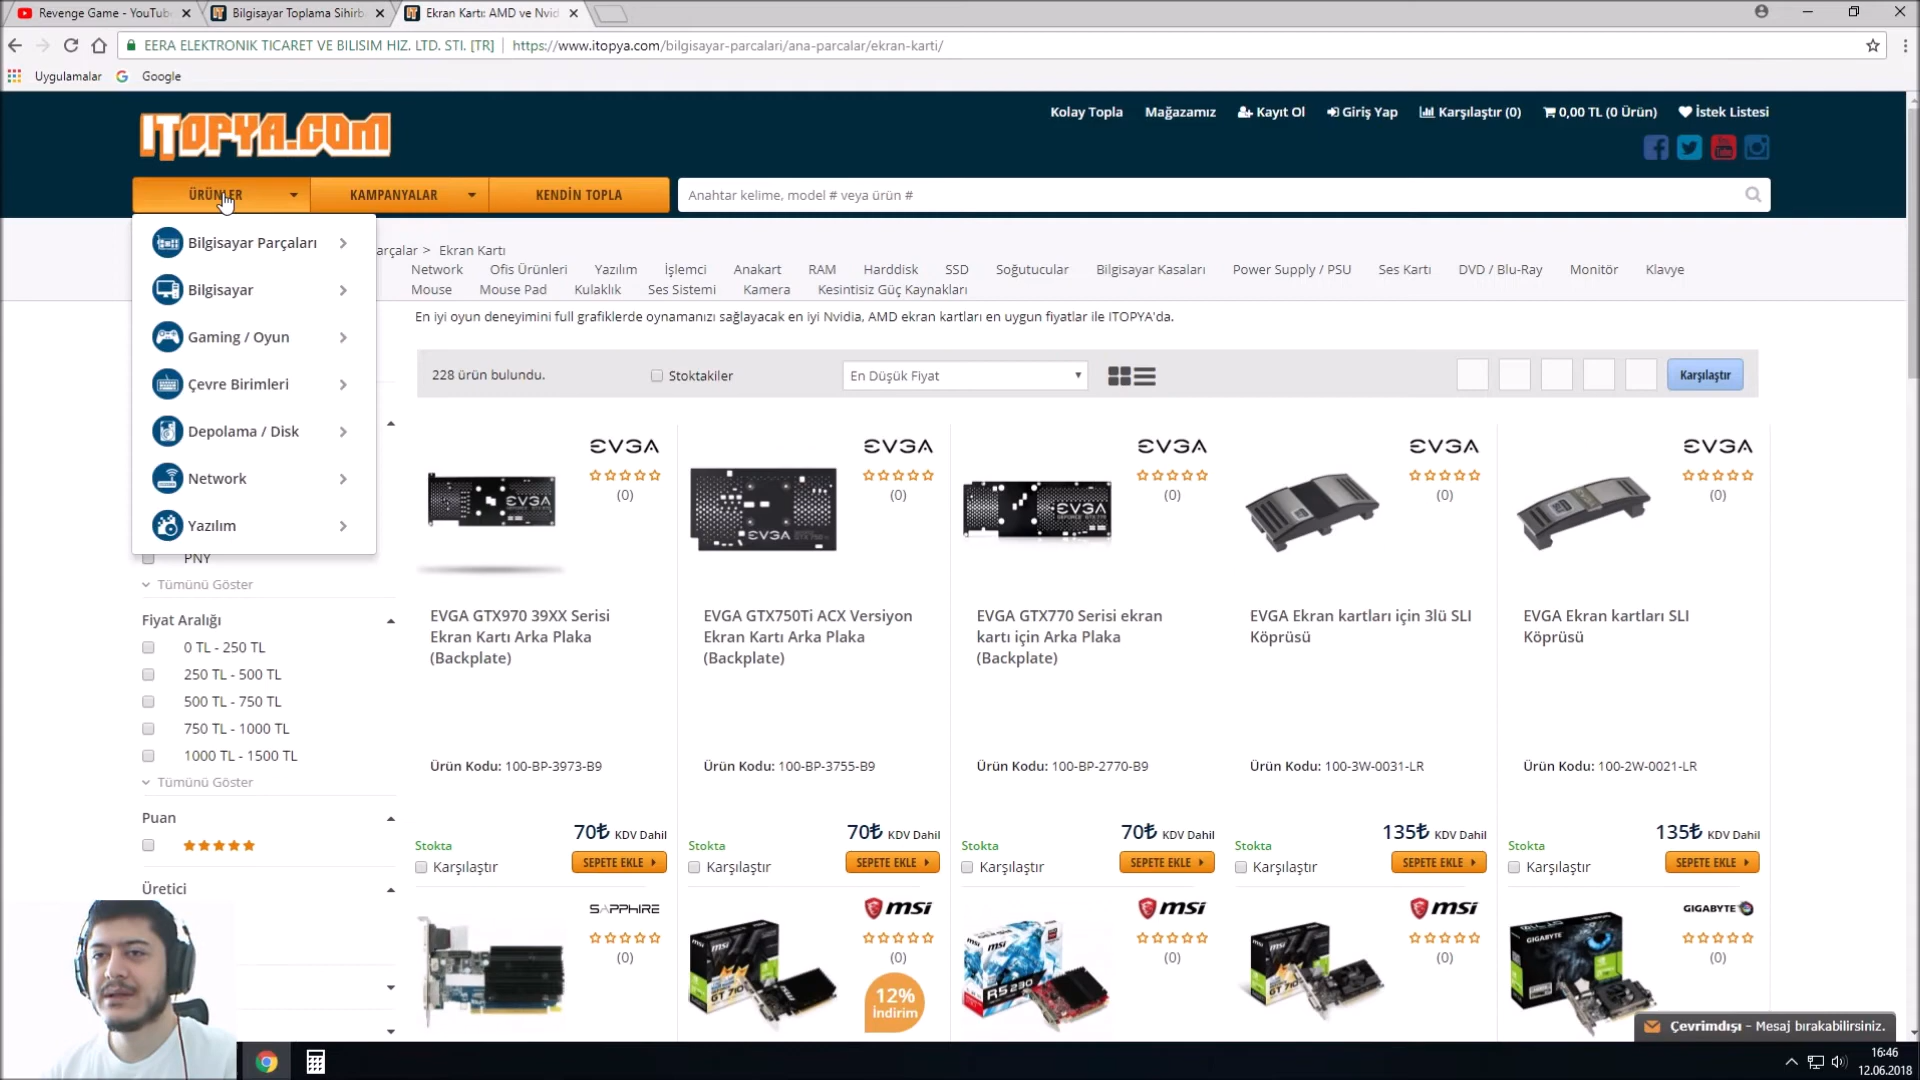 Revenge Game - YouTube
Bilgisayar Toplama Sihirb
Ekran Kartı: AMD ve Nvid
EERA ELEKTRONIK TICARET VE BILISIM HIZ. LTD. STI. [TR]
https://www.itopya.com/bilgisayar-parcalari/ana-parcalar/ekran-karti/
Uygulamalar
Google
ITOPYA.COM
Kolay Topla
Mağazamız
Kayıt Ol
Giriş Yap
Karşılaştır (0)
0,00 TL (0 Ürün)
İstek Listesi
ÜRÜNLER
KAMPANYALAR
KENDİN TOPLA
Anahtar kelime, model # veya ürün #
Bilgisayar Parçaları
Bilgisayar
Gaming / Oyun
Çevre Birimleri
Depolama / Disk
Network
Yazılım
arçalar > Ekran Kartı
Network Ofis Ürünleri Yazılım İşlemci Anakart RAM Harddisk SSD Soğutucular Bilgisayar Kasaları Power Supply / PSU Ses Kartı DVD / Blu-Ray Monitör Klavye
Mouse Mouse Pad Kulaklık Ses Sistemi Kamera Kesintisiz Güç Kaynakları
En iyi oyun deneyimini full grafiklerde oynamanızı sağlayacak en iyi Nvidia, AMD ekran kartları en uygun fiyatlar ile ITOPYA'da.
228 ürün bulundu.
Stoktakiler
En Düşük Fiyat
Karşılaştır
PNY
Tümünü Göster
Fiyat Aralığı
0 TL - 250 TL
250 TL - 500 TL
500 TL - 750 TL
750 TL - 1000 TL
1000 TL - 1500 TL
Tümünü Göster
Puan
Üretici
EVGA
(0)
EVGA
EVGA GTX970 39XX Serisi
Ekran Kartı Arka Plaka
(Backplate)
Ürün Kodu: 100-BP-3973-B9
70₺ KDV Dahil
Stokta
Karşılaştır
SEPETE EKLE
EVGA
(0)
EVGA
EVGA GTX750Ti ACX Versiyon
Ekran Kartı Arka Plaka
(Backplate)
Ürün Kodu: 100-BP-3755-B9
70₺ KDV Dahil
Stokta
Karşılaştır
SEPETE EKLE
EVGA
(0)
EVGA
EVGA GTX770 Serisi ekran
kartı için Arka Plaka
(Backplate)
Ürün Kodu: 100-BP-2770-B9
70₺ KDV Dahil
Stokta
Karşılaştır
SEPETE EKLE
EVGA
(0)
EVGA Ekran kartları için 3lü SLI
Köprüsü
Ürün Kodu: 100-3W-0031-LR
135₺ KDV Dahil
Stokta
Karşılaştır
SEPETE EKLE
EVGA
(0)
EVGA Ekran kartları SLI
Köprüsü
Ürün Kodu: 100-2W-0021-LR
135₺ KDV Dahil
Stokta
Karşılaştır
SEPETE EKLE
SAPPHIRE
(0)
msi
(0)
GT 710
12%
İndirim
msi
(0)
msi
R5 230
msi
(0)
GT 710
GIGABYTE
(0)
GIGABYTE
Çevrimdışı - Mesaj bırakabilirsiniz.
16:46
12.06.2018